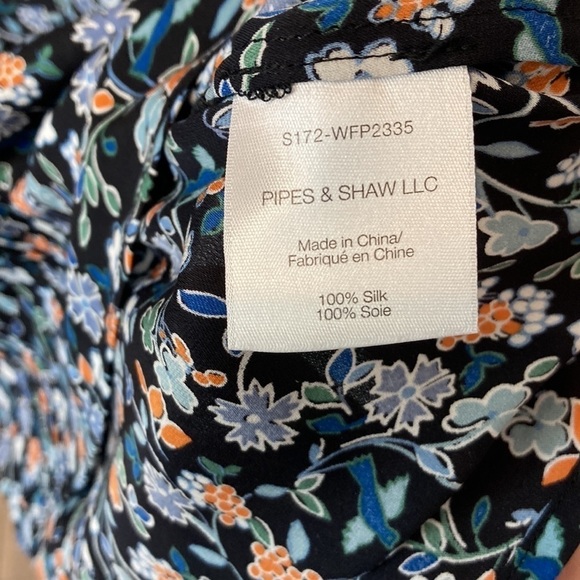 S172-WFP2335
PIPES & SHAW LLC
Made in China/
Fabriqué en Chine
100% Silk
100% Soie